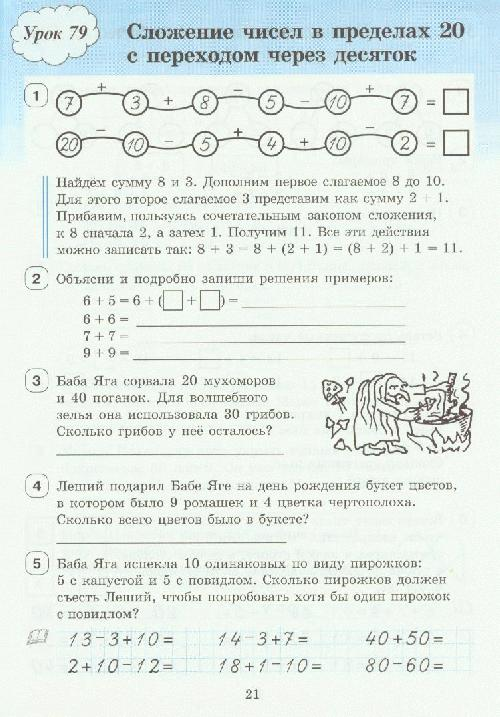 Урок 79
Сложение чисел в пределах 20
с переходом через десяток
1
7 + 3 + 8 − 5 − 10 + 7 =
20 − 10 − 5 + 4 + 10 − 2 =
Найдём сумму 8 и 3. Дополним первое слагаемое 8 до 10.
Для этого второе слагаемое 3 представим как сумму 2 + 1.
Прибавим, пользуясь сочетательным законом сложения,
к 8 сначала 2, а затем 1. Получим 11. Все эти действия
можно записать так: 8 + 3 = 8 + (2 + 1) = (8 + 2) + 1 = 11.
2 Объясни и подробно запиши решения примеров:
6 + 5 = 6 + (□ + □) =
6 + 6 =
7 + 7 =
9 + 9 =
3 Баба Яга сорвала 20 мухоморов
и 40 поганок. Для волшебного
зелья она использовала 30 грибов.
Сколько грибов у неё осталось?
4 Леший подарил Бабе Яге на день рождения букет цветов,
в котором было 9 ромашек и 4 цветка чертополоха.
Сколько всего цветов было в букете?
5 Баба Яга испекла 10 одинаковых по виду пирожков:
5 с капустой и 5 с повидлом. Сколько пирожков должен
съесть Леший, чтобы попробовать хотя бы один пирожок
с повидлом?
13−3+10= 14−3+7= 40+50=
2+10−12= 18+1−10= 80−60=
21